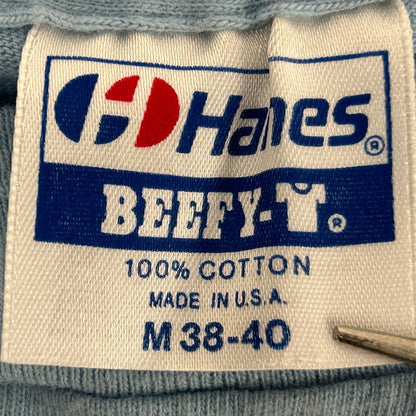 Hanes®
BEEFY-T®
100% COTTON
MADE IN U.S.A.
M 38-40